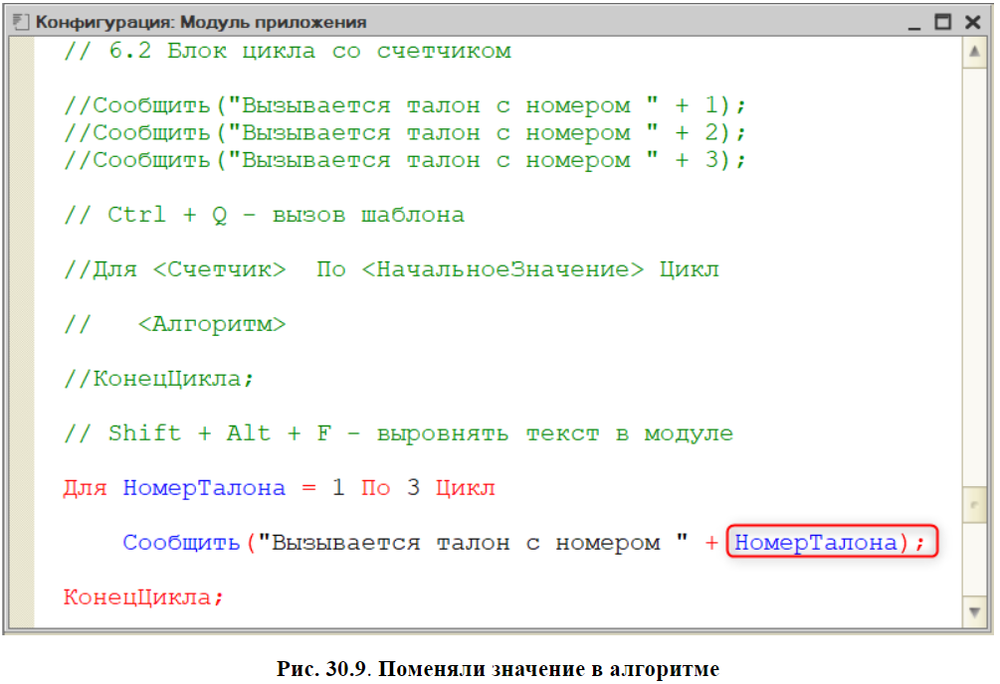 Конфигурация: Модуль приложения
// 6.2 Блок цикла со счетчиком
//Сообщить("Вызывается талон с номером " + 1);
//Сообщить("Вызывается талон с номером " + 2);
//Сообщить("Вызывается талон с номером " + 3);
// Ctrl + Q - вызов шаблона
//Для <Счетчик>  По <НачальноеЗначение> Цикл
//   <Алгоритм>
//КонецЦикла;
// Shift + Alt + F - выровнять текст в модуле
Для НомерТалона = 1 По 3 Цикл
Сообщить("Вызывается талон с номером " + НомерТалона);
КонецЦикла;
Рис. 30.9. Поменяли значение в алгоритме